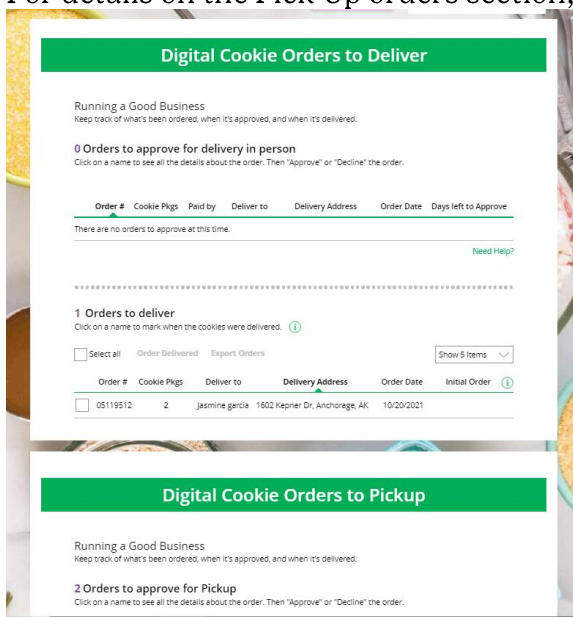 For details on the Pick Up orders section,
Digital Cookie Orders to Deliver
Running a Good Business
Keep track of what's been ordered, when it's approved, and when it's delivered.
0 Orders to approve for delivery in person
Click on a name to see all the details about the order. Then "Approve" or "Decline" the order.
Order # Cookie Pkgs Paid by Deliver to Delivery Address Order Date Days left to Approve
There are no orders to approve at this time.
Need Help?
1 Orders to deliver
Click on a name to mark when the cookies were delivered. i
Select all Order Delivered Export Orders Show 5 Items
Order # Cookie Pkgs Deliver to Delivery Address Order Date Initial Order i
05119512 2 Jasmine garcia 1602 Kepner Dr, Anchorage, AK 10/20/2021
Digital Cookie Orders to Pickup
Running a Good Business
Keep track of what's been ordered, when it's approved, and when it's delivered.
2 Orders to approve for Pickup
Click on a name to see all the details about the order. Then "Approve" or "Decline" the order.